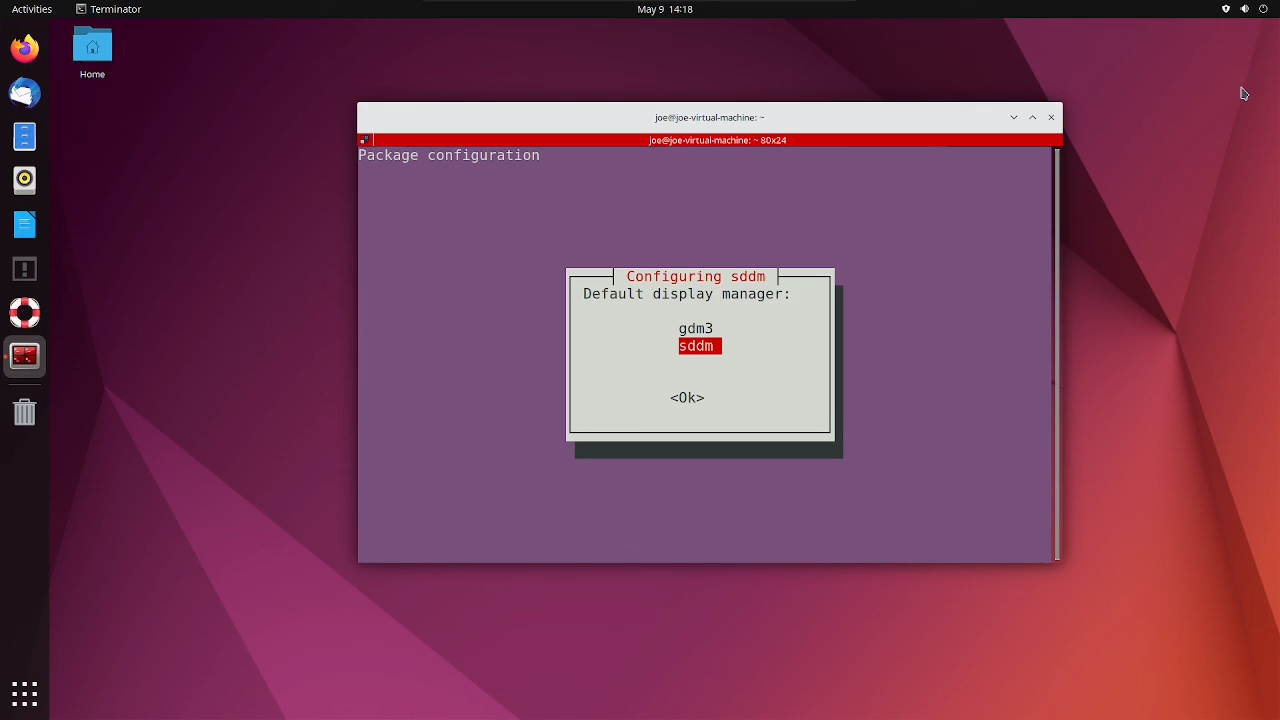 Activities
Terminator
May 9 14:18
Home
joe@joe-virtual-machine: ~
joe@joe-virtual-machine: ~ 80x24
Package configuration
Configuring sddm
Default display manager:
gdm3
sddm
<Ok>